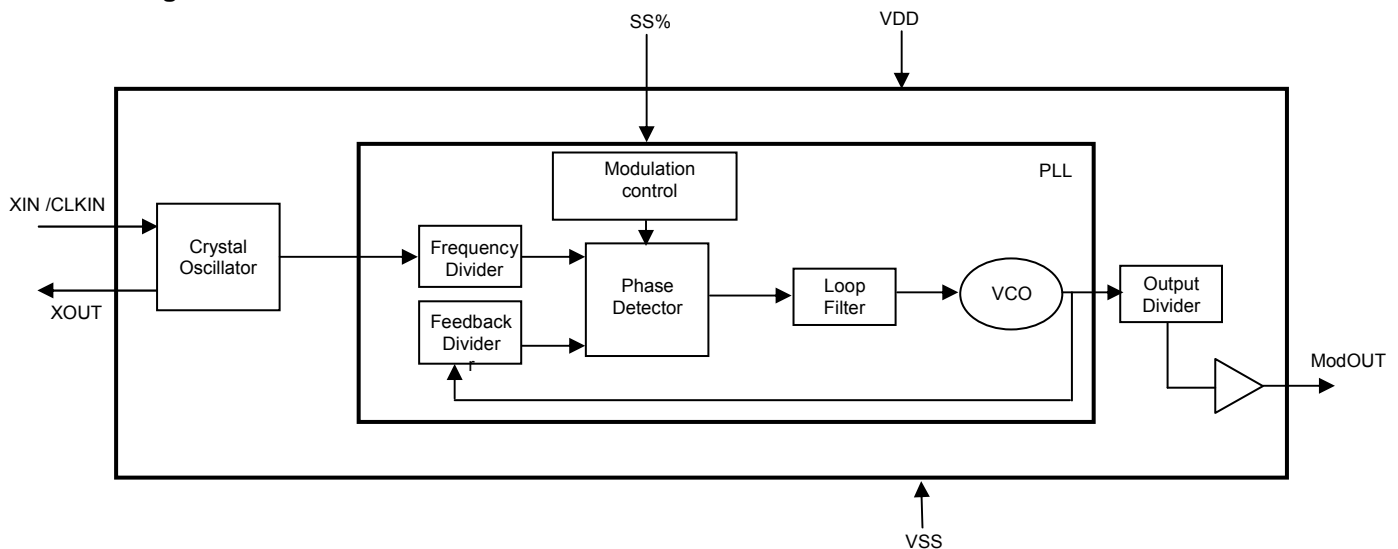 SS%
VDD
Modulation
control
PLL
XIN /CLKIN
Crystal
Oscillator
XOUT
Frequency
Divider
Feedback
Divider
r
Phase
Detector
Loop
Filter
VCO
Output
Divider
ModOUT
VSS